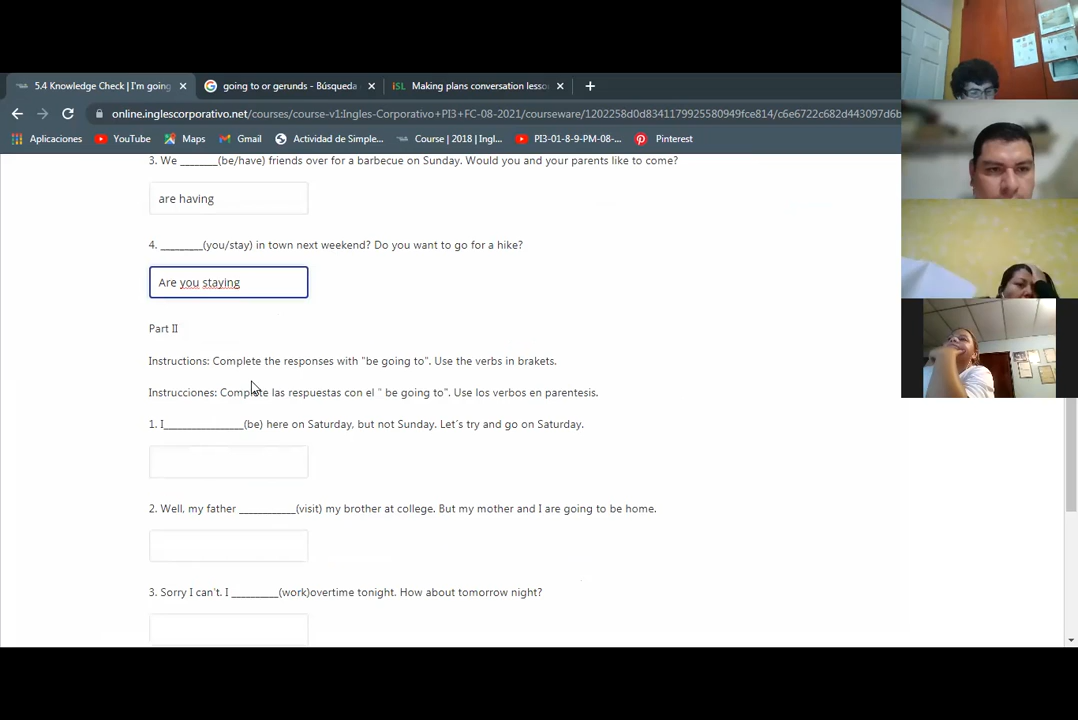 5.4 Knowledge Check | I'm going
going to or gerunds - Búsqueda
iSL Making plans conversation lesso
online.inglescorporativo.net/courses/course-v1:Ingles-Corporativo+PI3+FC-08-2021/courseware/1202258d0d8341179925580949fce814/c6e6722c682d443097d6b
Aplicaciones YouTube Maps Gmail Actividad de Simple... Course | 2018 | Ingl... PI3-01-8-9-PM-08-... Pinterest
3. We _______(be/have) friends over for a barbecue on Sunday. Would you and your parents like to come?
are having
4. ________(you/stay) in town next weekend? Do you want to go for a hike?
Are you staying
Part II
Instructions: Complete the responses with "be going to". Use the verbs in brakets.
Instrucciones: Complete las respuestas con el " be going to". Use los verbos en parentesis.
1. I_______________(be) here on Saturday, but not Sunday. Let´s try and go on Saturday.
2. Well, my father ___________(visit) my brother at college. But my mother and I are going to be home.
3. Sorry I can't. I _________(work)overtime tonight. How about tomorrow night?